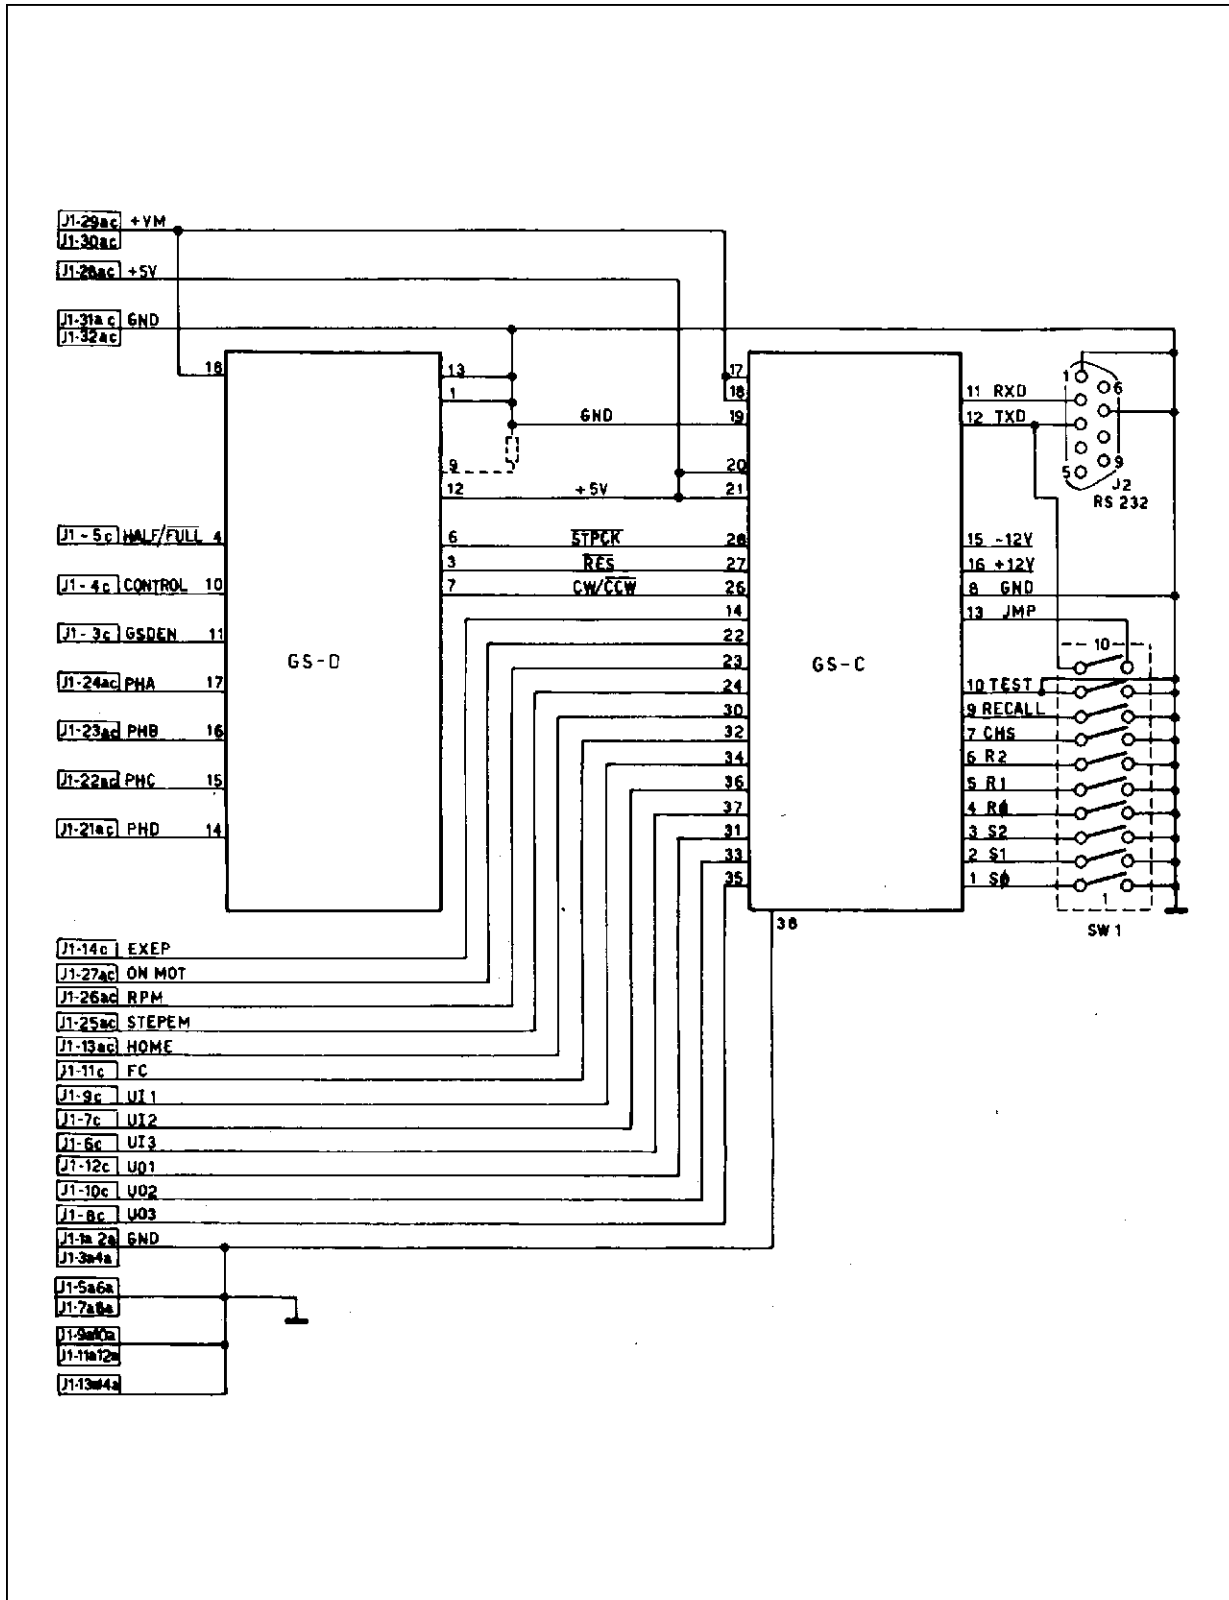 J1-29ac +VM
J1-30ac
J1-28ac +5V
J1-31a c GND
J1-32ac
18
13
1
9
12
17
18
19
GND
20
21
+5V
11 RXD
12 TXD
1
6
5
9
J2
RS 232
J1-5c HALF/FULL 4
6 STPCK 28
15 -12V
3 RES 27
16 +12V
J1-4c CONTROL 10
7 CW/CCW 26
8 GND
14
13 JMP
J1-3c GSDEN 11
22
10
GS-D
23
GS-C
J1-24ac PHA 17
24
10 TEST
30
9 RECALL
J1-23ac PHB 16
32
7 CHS
34
6 R2
J1-22ac PHC 15
36
5 R1
37
4 RØ
J1-21ac PHD 14
31
3 S2
33
2 S1
35
1 SØ
1
38
SW 1
J1-14c EXEP
J1-27ac ON MOT
J1-26ac RPM
J1-25ac STEPEM
J1-13ac HOME
J1-11c FC
J1-9c UI1
J1-7c UI2
J1-6c UI3
J1-12c UO1
J1-10c UO2
J1-8c UO3
J1-1a 2a GND
J1-3a4a
J1-5a6a
J1-7a8a
J1-9a10a
J1-11a12a